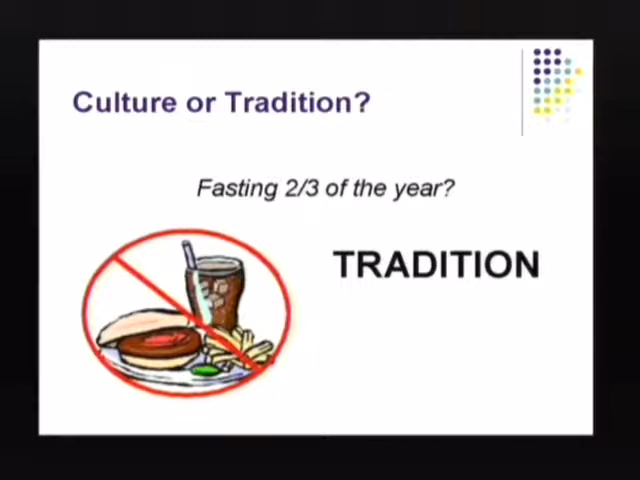 Culture or Tradition?
Fasting 2/3 of the year?
TRADITION